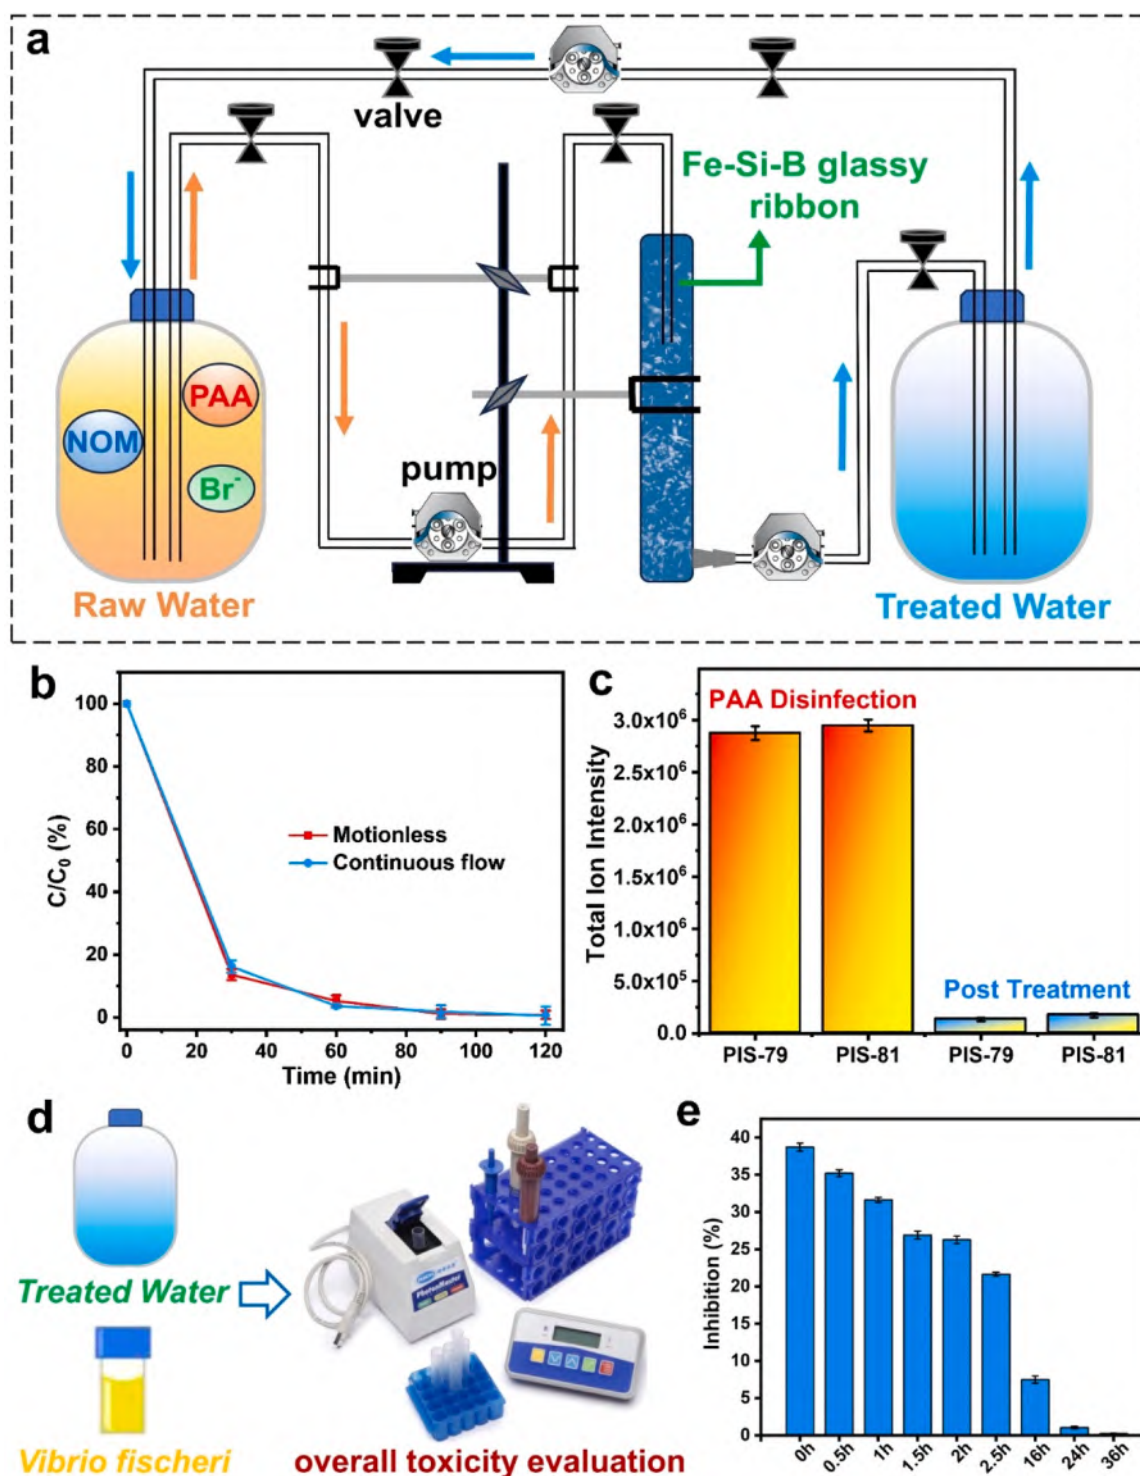 a
valve
Fe-Si-B glassy
ribbon
PAA
NOM
Br⁻
pump
Raw Water
Treated Water
b
C/C₀ (%)
100
80
60
40
20
0
Motionless
Continuous flow
0 20 40 60 80 100 120
Time (min)
c
Total Ion Intensity
PAA Disinfection
3.0x10⁶
2.5x10⁶
2.0x10⁶
1.5x10⁶
1.0x10⁶
5.0x10⁵
0.0
Post Treatment
PIS-79 PIS-81 PIS-79 PIS-81
d
Treated Water
Vibrio fischeri
overall toxicity evaluation
e
Inhibition (%)
40
35
30
25
20
15
10
5
0
0h 0.5h 1h 1.5h 2h 2.5h 16h 24h 36h